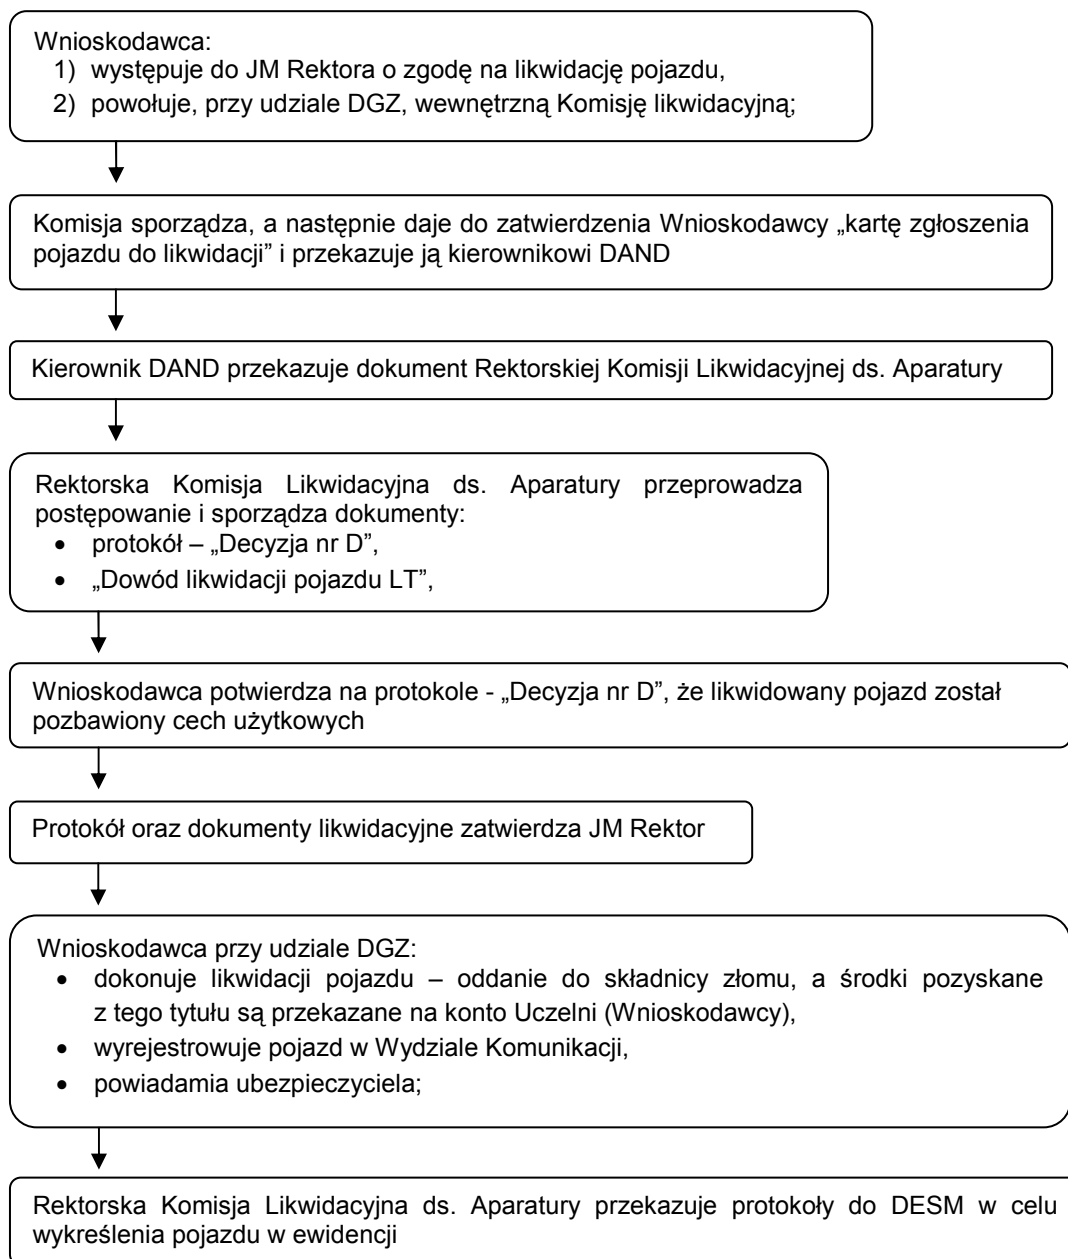 Wnioskodawca:
1) występuje do JM Rektora o zgodę na likwidację pojazdu,
2) powołuje, przy udziale DGZ, wewnętrzną Komisję likwidacyjną;
Komisja sporządza, a następnie daje do zatwierdzenia Wnioskodawcy „kartę zgłoszenia
pojazdu do likwidacji” i przekazuje ją kierownikowi DAND
Kierownik DAND przekazuje dokument Rektorskiej Komisji Likwidacyjnej ds. Aparatury
Rektorska Komisja Likwidacyjna ds. Aparatury przeprowadza
postępowanie i sporządza dokumenty:
• protokół – „Decyzja nr D”,
• „Dowód likwidacji pojazdu LT”,
Wnioskodawca potwierdza na protokole - „Decyzja nr D”, że likwidowany pojazd został
pozbawiony cech użytkowych
Protokół oraz dokumenty likwidacyjne zatwierdza JM Rektor
Wnioskodawca przy udziale DGZ:
• dokonuje likwidacji pojazdu – oddanie do składnicy złomu, a środki pozyskane
z tego tytułu są przekazane na konto Uczelni (Wnioskodawcy),
• wyrejestrowuje pojazd w Wydziale Komunikacji,
• powiadamia ubezpieczyciela;
Rektorska Komisja Likwidacyjna ds. Aparatury przekazuje protokoły do DESM w celu
wykreślenia pojazdu w ewidencji